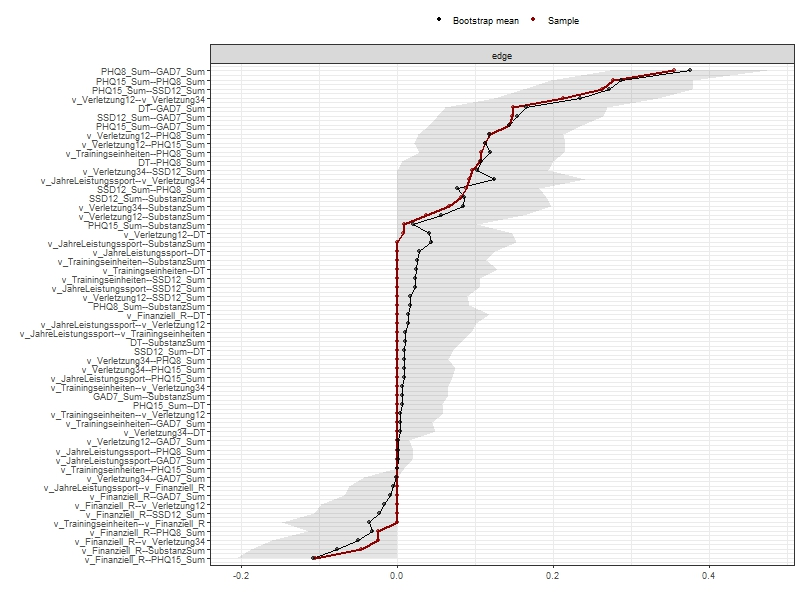 Bootstrap mean
Sample
edge
PHQ8_Sum--GAD7_Sum
PHQ15_Sum--PHQ8_Sum
PHQ15_Sum--SSD12_Sum
v_Verletzung12--v_Verletzung34
DT--GAD7_Sum
SSD12_Sum--GAD7_Sum
PHQ15_Sum--GAD7_Sum
v_Verletzung12--PHQ8_Sum
v_Verletzung12--PHQ15_Sum
v_Trainingseinheiten--PHQ8_Sum
DT--PHQ8_Sum
v_Verletzung34--SSD12_Sum
v_JahreLeistungssport--v_Verletzung34
SSD12_Sum--PHQ8_Sum
SSD12_Sum--SubstanzSum
v_Verletzung34--SubstanzSum
v_Verletzung12--SubstanzSum
PHQ15_Sum--SubstanzSum
v_Verletzung12--DT
v_JahreLeistungssport--SubstanzSum
v_JahreLeistungssport--DT
v_Trainingseinheiten--SubstanzSum
v_Trainingseinheiten--DT
v_Trainingseinheiten--SSD12_Sum
v_JahreLeistungssport--SSD12_Sum
v_Verletzung12--SSD12_Sum
PHQ8_Sum--SubstanzSum
v_Finanziell_R--DT
v_JahreLeistungssport--v_Verletzung12
v_JahreLeistungssport--v_Trainingseinheiten
DT--SubstanzSum
SSD12_Sum--DT
v_Verletzung34--PHQ8_Sum
v_Verletzung34--PHQ15_Sum
v_JahreLeistungssport--PHQ15_Sum
v_Trainingseinheiten--v_Verletzung34
GAD7_Sum--SubstanzSum
PHQ15_Sum--DT
v_Trainingseinheiten--v_Verletzung12
v_Trainingseinheiten--GAD7_Sum
v_Verletzung34--DT
v_Verletzung12--GAD7_Sum
v_JahreLeistungssport--PHQ8_Sum
v_JahreLeistungssport--GAD7_Sum
v_Trainingseinheiten--PHQ15_Sum
v_Verletzung34--GAD7_Sum
v_JahreLeistungssport--v_Finanziell_R
v_Finanziell_R--GAD7_Sum
v_Finanziell_R--v_Verletzung12
v_Finanziell_R--SSD12_Sum
v_Trainingseinheiten--v_Finanziell_R
v_Finanziell_R--PHQ8_Sum
v_Finanziell_R--v_Verletzung34
v_Finanziell_R--SubstanzSum
v_Finanziell_R--PHQ15_Sum
-0.2 0.0 0.2 0.4